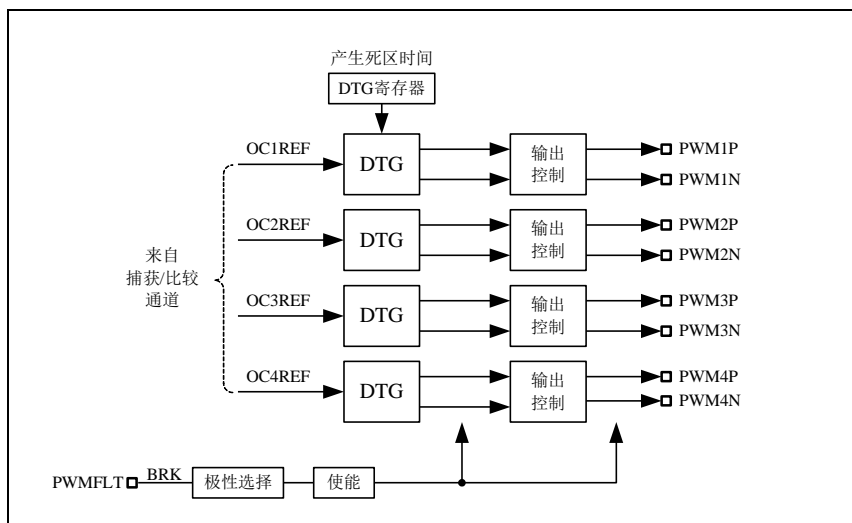 产生死区时间
DTG寄存器
OC1REF
DTG
输出
控制
PWM1P
PWM1N
OC2REF
DTG
输出
控制
PWM2P
PWM2N
来自
捕获/比较
通道
OC3REF
DTG
输出
控制
PWM3P
PWM3N
OC4REF
DTG
输出
控制
PWM4P
PWM4N
PWMFLT
BRK
极性选择
使能